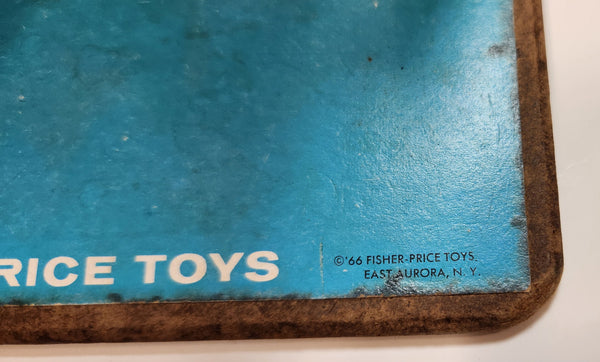 RICE TOYS
©'66 FISHER-PRICE TOYS.
EAST AURORA, N.Y.